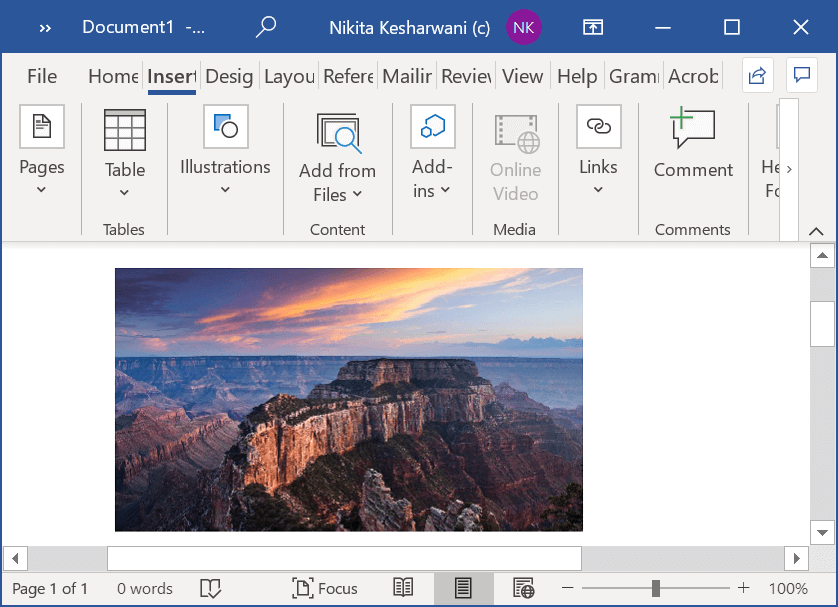 Document1 -...
Nikita Kesharwani (c)
NK
File Home Insert Desig Layou Refere Mailin Review View Help Gram Acrob
Pages
Table
Illustrations
Add from
Files
Add-
ins
Online
Video
Links
Comment
He
Fo
Tables
Content
Media
Comments
Page 1 of 1
0 words
Focus
100%